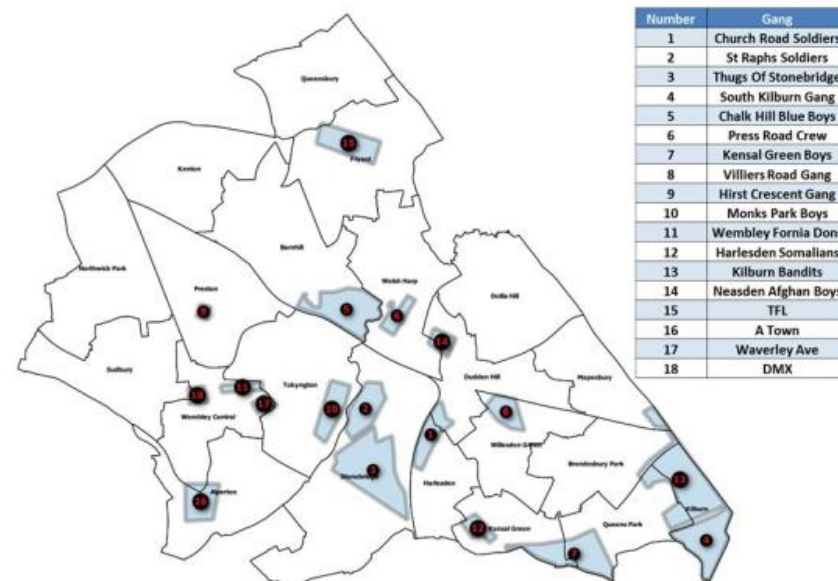 Number Gang
1 Church Road Soldiers
2 St Raphs Soldiers
3 Thugs Of Stonebridge
4 South Kilburn Gang
5 Chalk Hill Blue Boys
6 Press Road Crew
7 Kensal Green Boys
8 Villiers Road Gang
9 Hirst Crescent Gang
10 Monks Park Boys
11 Wembley Fornia Dons
12 Harlesden Somalians
13 Kilburn Bandits
14 Neasden Afghan Boys
15 TFL
16 A Town
17 Waverley Ave
18 DMX
Queensbury
15
Fryent
Kenton
Barnhill
Northwick Park
Preston
Welsh Harp
Dollis Hill
9
5
6
14
Sudbury
Tokyngton
Dudden Hill
Mapesbury
18
11
17
Wembley Central
10
2
8
1
Willesden Green
Stonebridge
3
Harlesden
Brondesbury Park
13
Alperton
16
Kilburn
12
Kensal Green
Queens Park
7
4